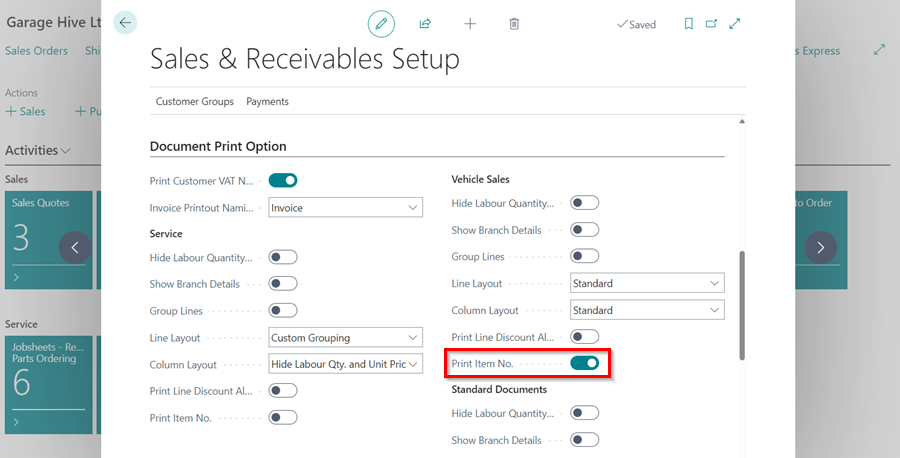 Garage Hive Lt
Saved
Sales Orders
Shi
s Express
Sales & Receivables Setup
Actions
Sales
Pu
Customer Groups
Payments
Activities
Document Print Option
Sales
Sales Quotes
3
to Order
Print Customer VAT N...
Invoice Printout Nami...
Invoice
Service
Hide Labour Quantity...
Show Branch Details
Group Lines
Line Layout
Custom Grouping
Column Layout
Hide Labour Qty. and Unit Pric
Print Line Discount Al...
Print Item No.
Vehicle Sales
Hide Labour Quantity...
Show Branch Details
Group Lines
Line Layout
Standard
Column Layout
Standard
Print Line Discount Al...
Print Item No.
Standard Documents
Hide Labour Quantity...
Show Branch Details
Service
Jobsheets - Re...
Parts Ordering
6